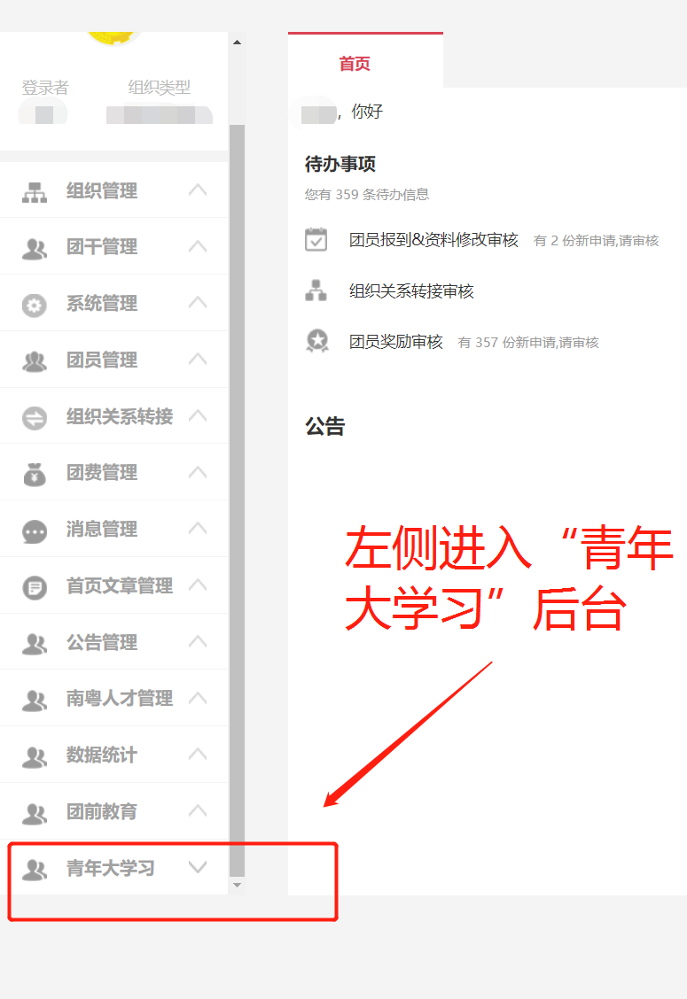 登录者 组织类型
组织管理
团干管理
系统管理
团员管理
组织关系转接
团费管理
消息管理
首页文章管理
公告管理
南粤人才管理
数据统计
团前教育
青年大学习
首页
，你好
待办事项
您有 359 条待办信息
团员报到&资料修改审核 有 2 份新申请,请审核
组织关系转接审核
团员奖励审核 有 357 份新申请,请审核
公告
左侧进入“青年
大学习”后台